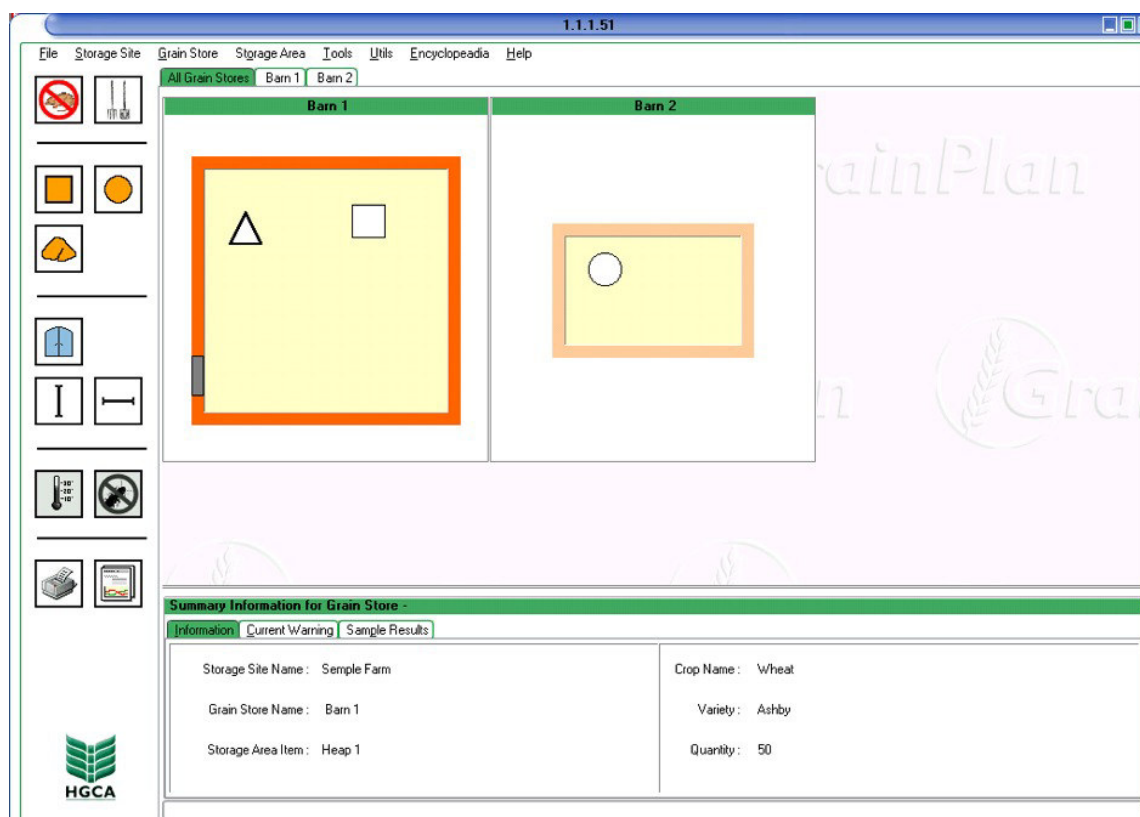 1.1.1.51
File Storage Site Grain Store Storage Area Tools Utils Encyclopeadia Help
All Grain Stores Barn 1 Barn 2
Barn 1 Barn 2
GrainPlan
Gra
Summary Information for Grain Store -
Information Current Warning Sample Results
Storage Site Name : Semple Farm Crop Name : Wheat
Grain Store Name : Barn 1 Variety : Ashby
Storage Area Item : Heap 1 Quantity : 50
HGCA